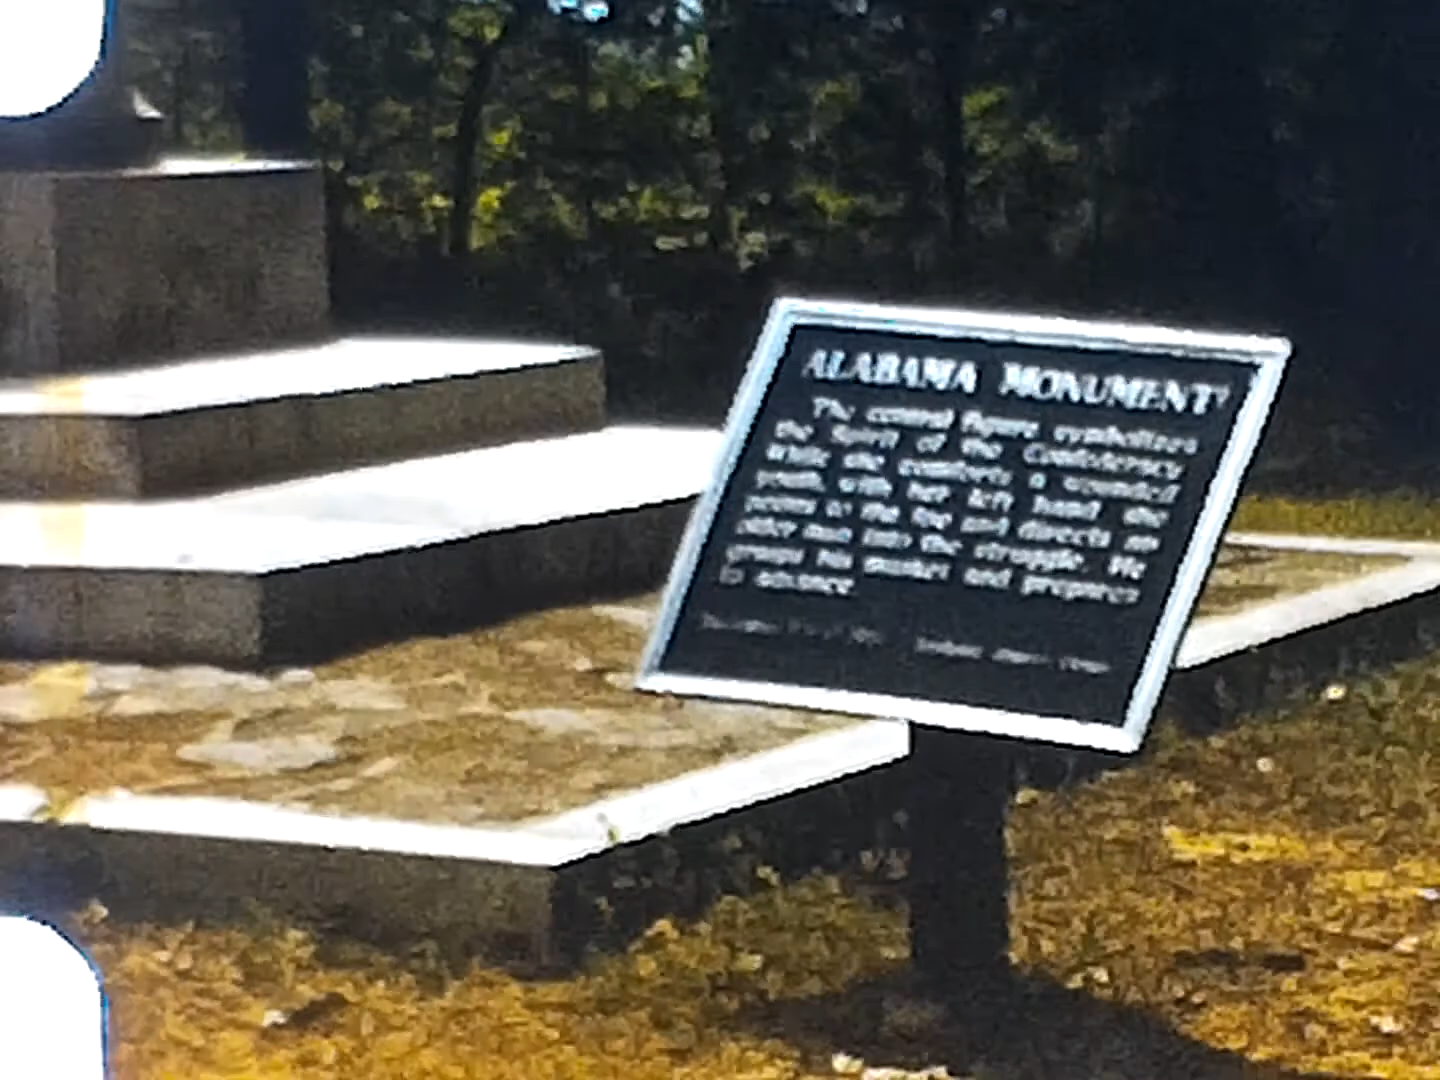 ALABAMA MONUMENT
The central figure symbolizes
the Spirit of the Confederacy.
While she comforts a wounded
youth with her left hand she
points to the foe and directs an
older man into the struggle. He
grasps his musket and prepares
to advance.